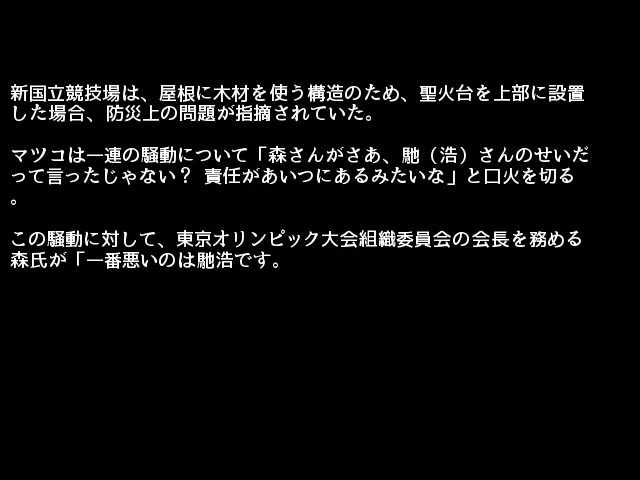 新国立競技場は、屋根に木材を使う構造のため、聖火台を上部に設置
した場合、防災上の問題が指摘されていた。
マツコは一連の騒動について「森さんがさあ、馳（浩）さんのせいだ
って言ったじゃない？ 責任があいつにあるみたいな」と口火を切る
。
この騒動に対して、東京オリンピック大会組織委員会の会長を務める
森氏が「一番悪いのは馳浩です。